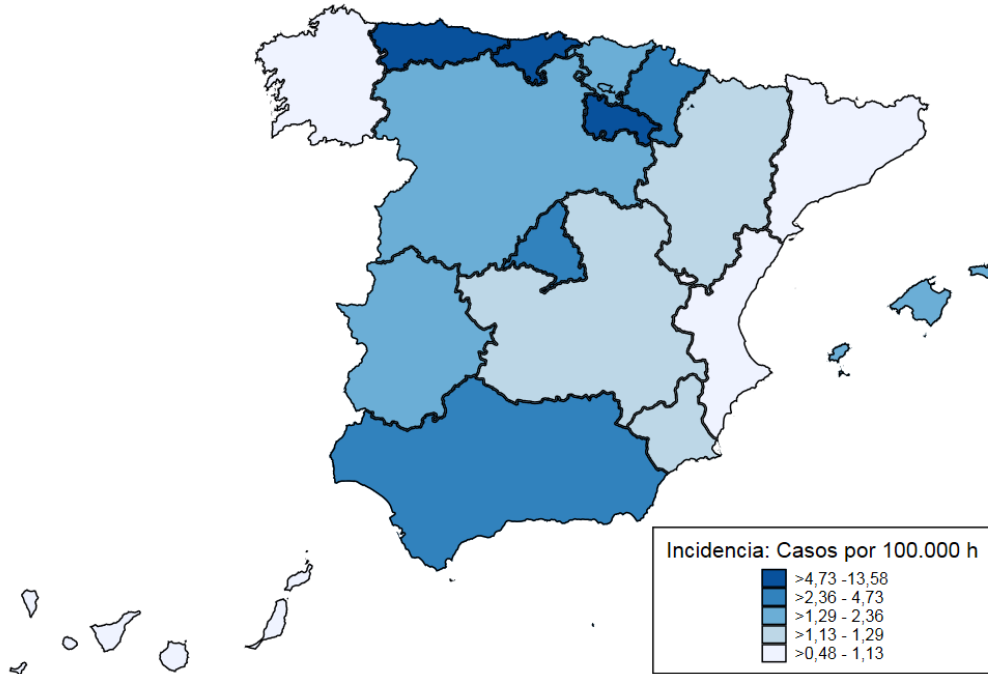 Incidencia: Casos por 100.000 h
>4,73 -13,58
>2,36 - 4,73
>1,29 - 2,36
>1,13 - 1,29
>0,48 - 1,13